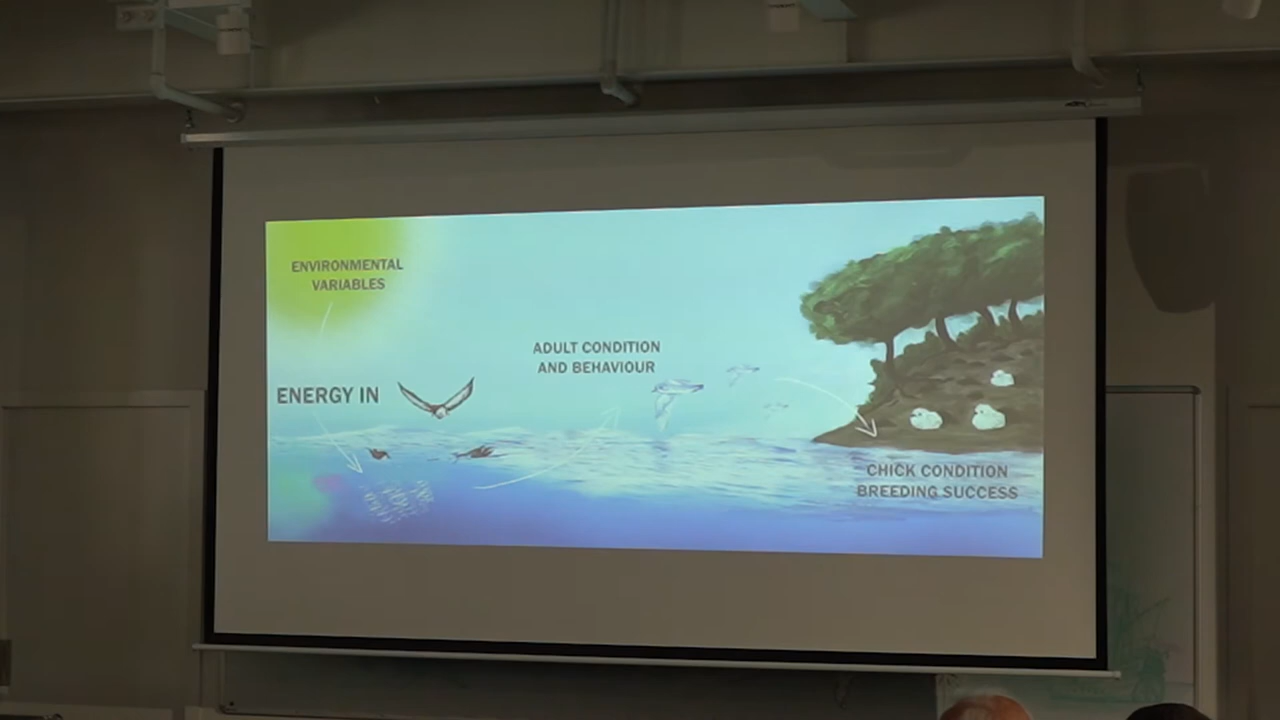 ENVIRONMENTAL
VARIABLES
ENERGY IN
ADULT CONDITION
AND BEHAVIOUR
CHICK CONDITION
BREEDING SUCCESS